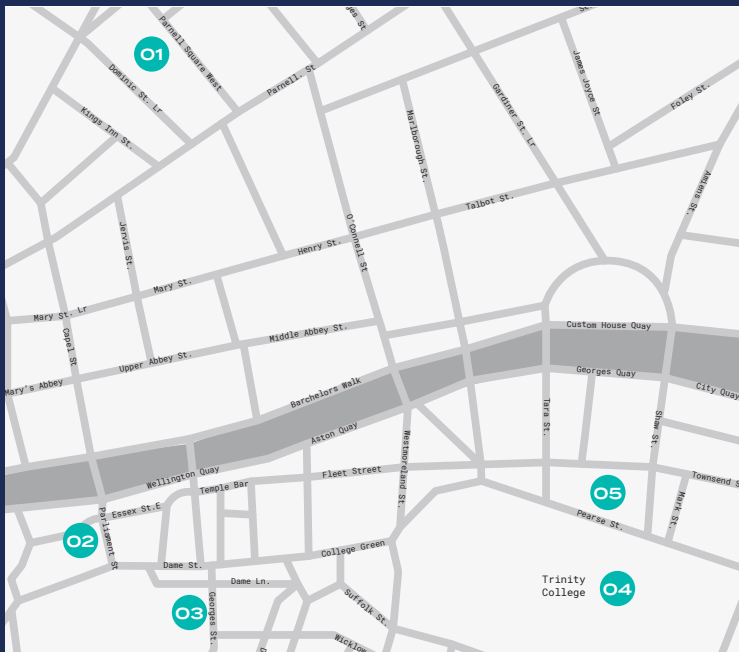 Parnell Square West
01
Dominic St. Lr
Kings Inn St.
Parnell. St
James Joyce St
Foley St.
Gardiner St. Lr
Marlborough St.
Amiens St.
Talbot St.
O'Connell St
Jervis St.
Henry St.
Mary St.
Mary St. Lr
Capel St
Custom House Quay
Middle Abbey St.
Upper Abbey St.
Mary's Abbey
Georges Quay
City Quay
Barchelors Walk
Aston Quay
Tara St.
Shaw St.
Westmoreland St.
Wellington Quay
Fleet Street
Temple Bar
Townsend S
Mark St.
05
Pearse St.
Essex St.E
Parliament St
02
College Green
Dame St.
Dame Ln.
Trinity
College
04
03
Georges St.
Suffolk St.
Wicklow